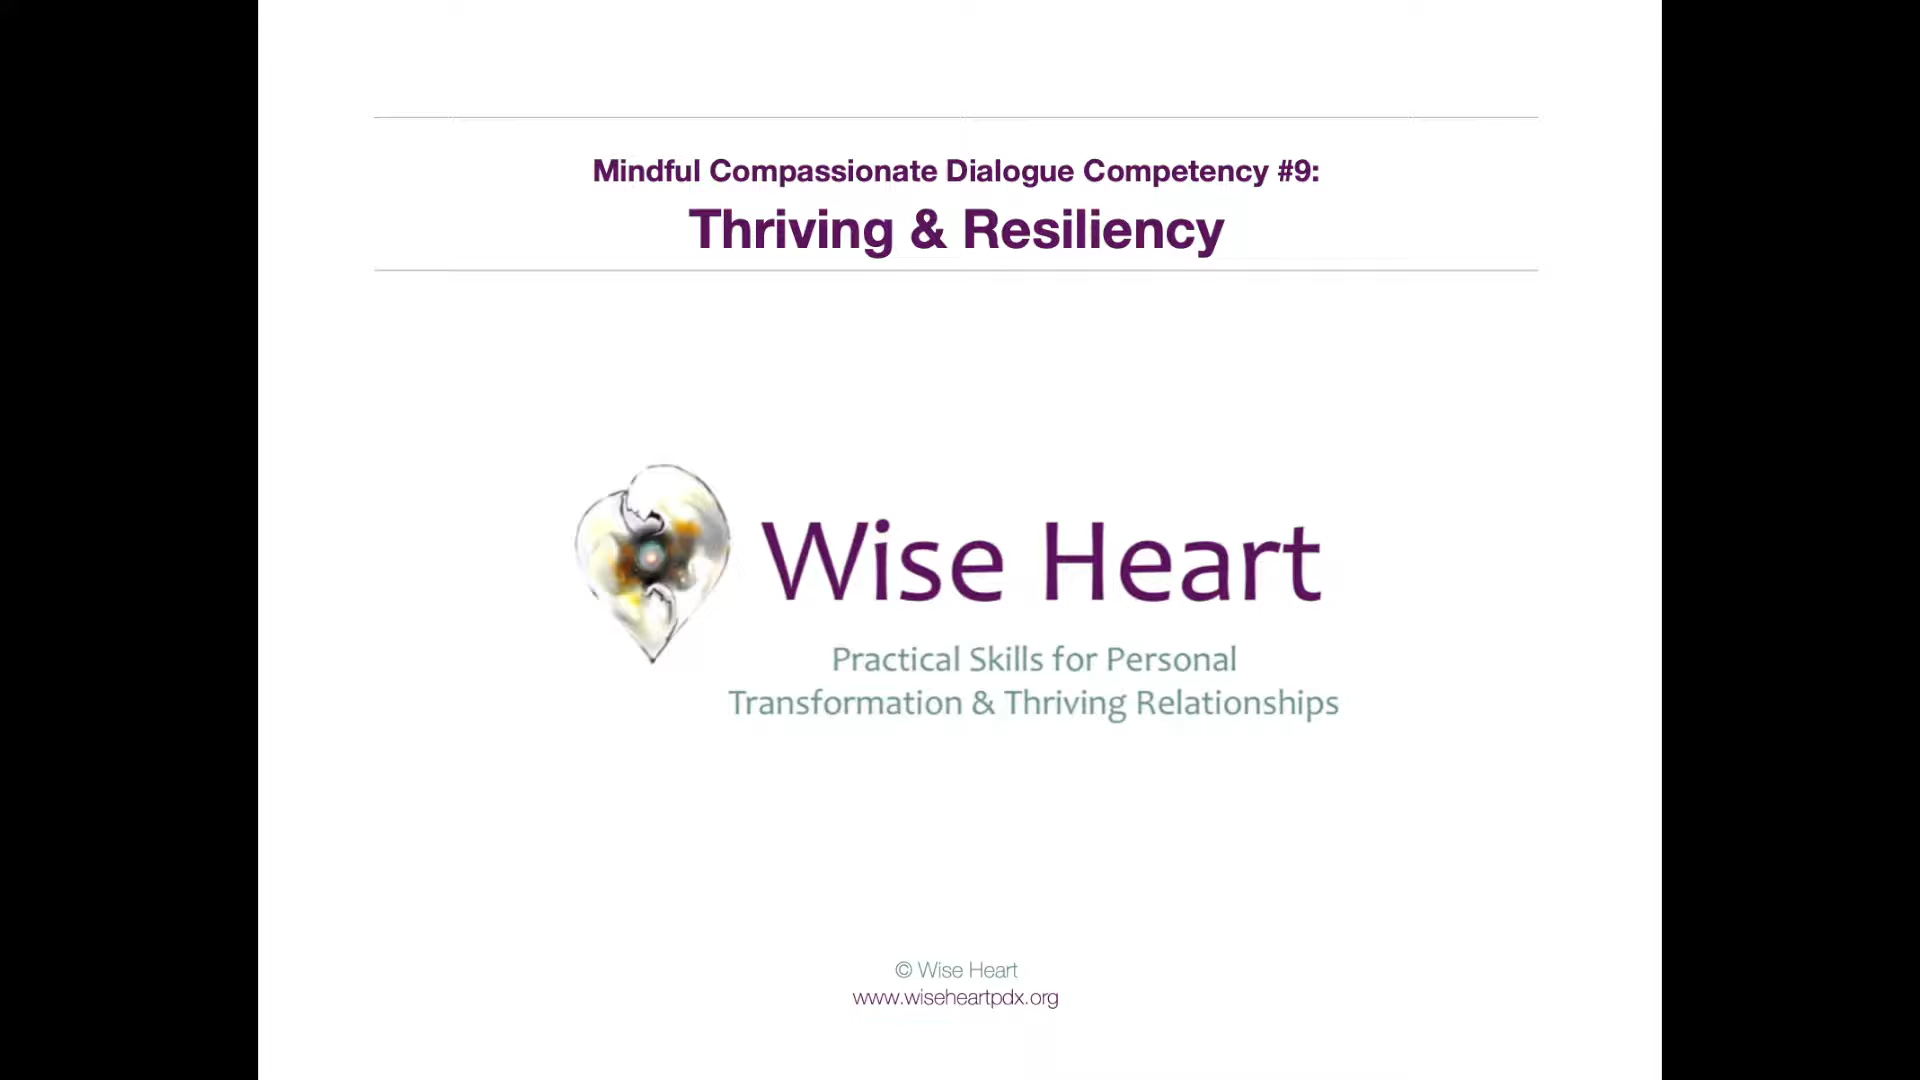 Mindful Compassionate Dialogue Competency #9:
Thriving & Resiliency
Wise Heart
Practical Skills for Personal
Transformation & Thriving Relationships
© Wise Heart
www.wiseheartpdx.org